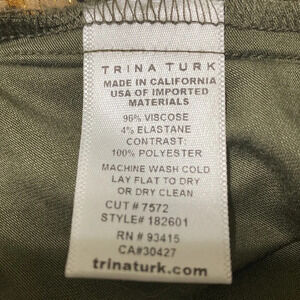 TRINA TURK
MADE IN CALIFORNIA
USA OF IMPORTED
MATERIALS
96% VISCOSE
4% ELASTANE
CONTRAST:
100% POLYESTER
MACHINE WASH COLD
LAY FLAT TO DRY
OR DRY CLEAN
CUT # 7572
STYLE# 182601
RN # 93415
CA#30427
trinaturk.com